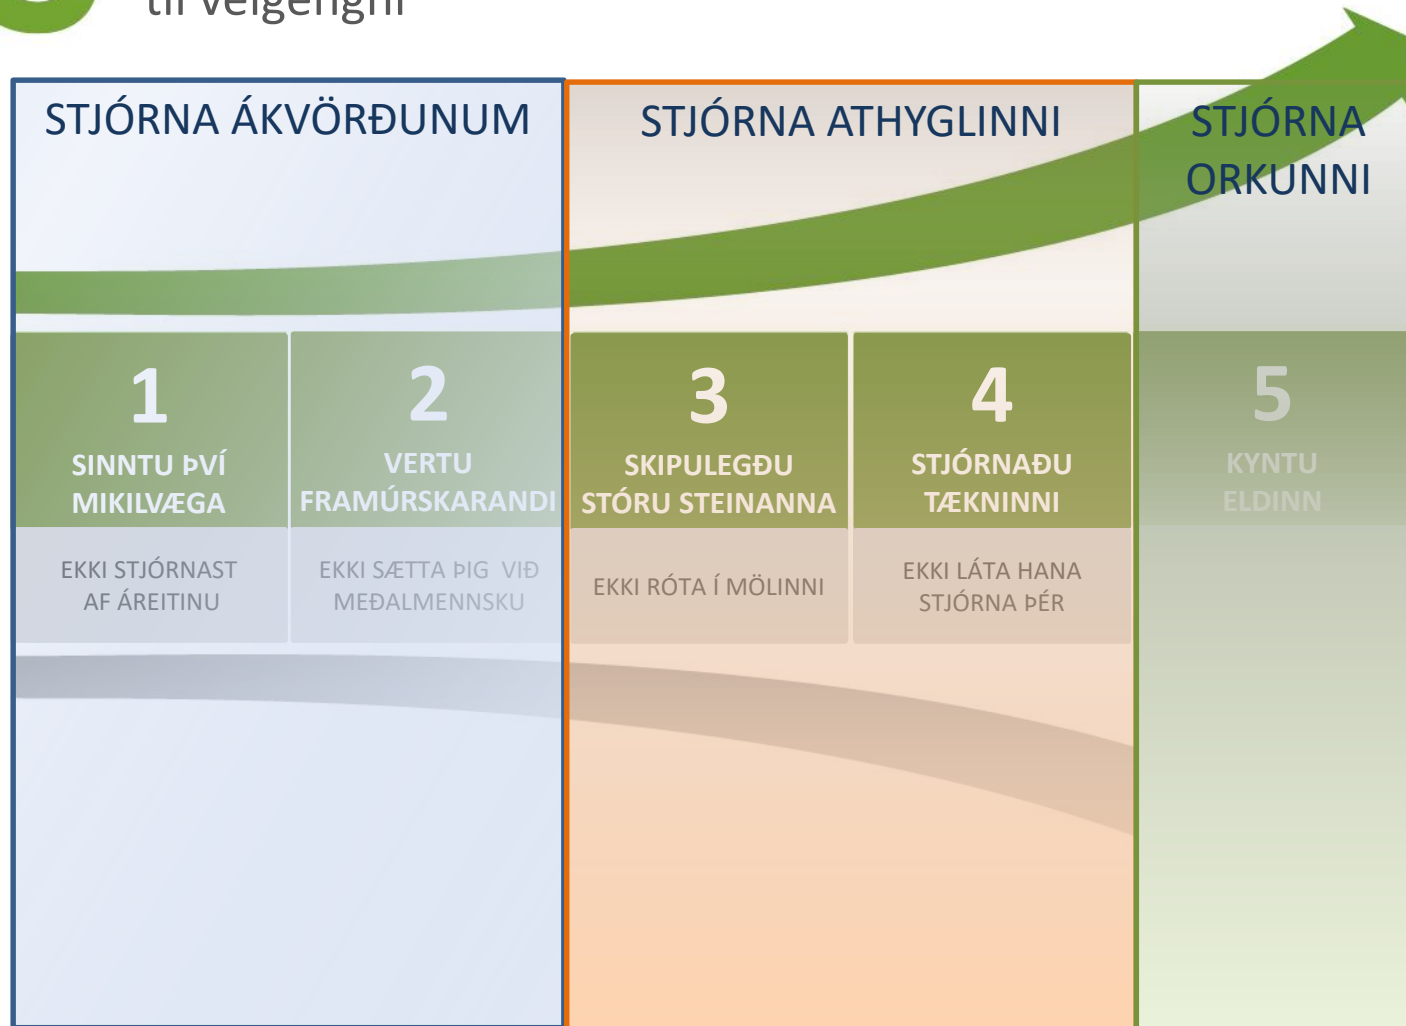 til velgengni
STJÓRNA ÁKVÖRÐUNUM
STJÓRNA ATHYGLINNI
STJÓRNA
ORKUNNI
1
SINNTU ÞVÍ
MIKILVÆGA
EKKI STJÓRNAST
AF ÁREITINU
2
VERTU
FRAMÚRSKARANDI
EKKI SÆTTA ÞIG VIÐ
MEÐALMENNSKU
3
SKIPULEGÐU
STÓRU STEINANNA
EKKI RÓTA Í MÖLINNI
4
STJÓRNAÐU
TÆKNINNI
EKKI LÁTA HANA
STJÓRNA ÞÉR
5
KYNTU
ELDINN